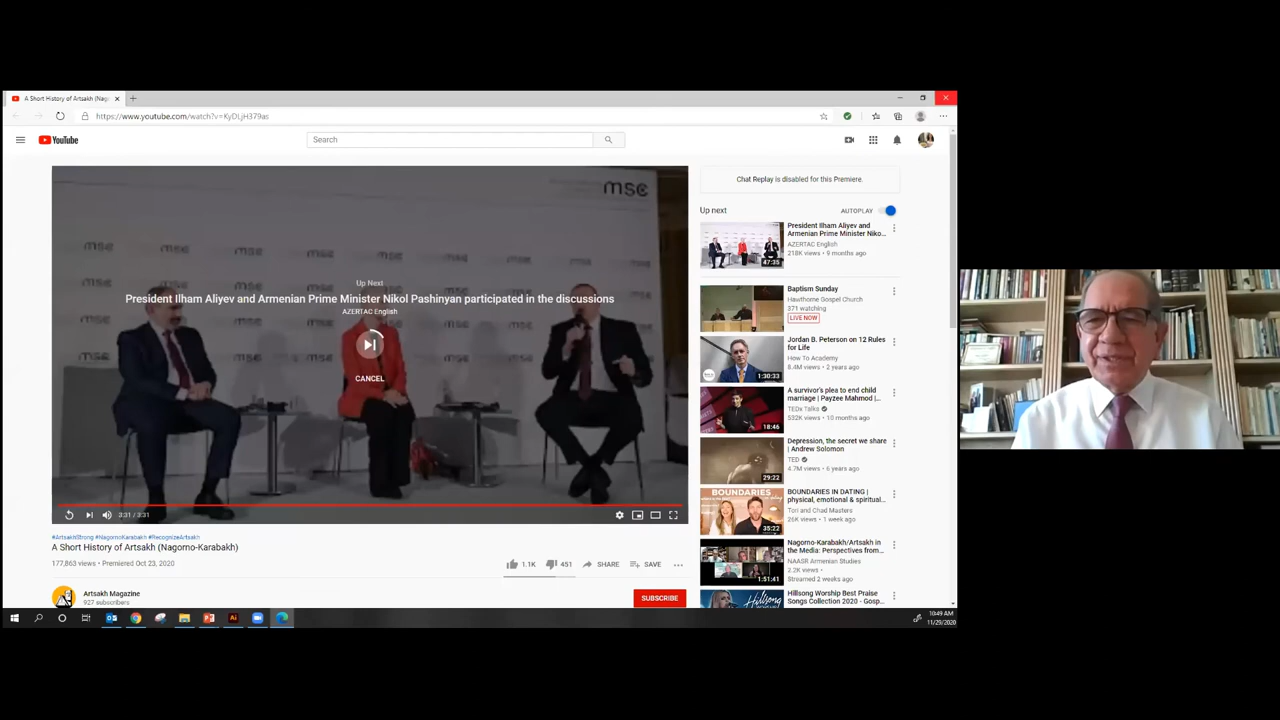 A Short History of Artsakh (Nago
https://www.youtube.com/watch?v=KyDLjH379as
YouTube
Search
msc
Up Next
President Ilham Aliyev and Armenian Prime Minister Nikol Pashinyan participated in the discussions
AZERTAC English
CANCEL
3:31 / 3:31
#ArtsakhStrong #NagornoKarabakh #RecognizeArtsakh
A Short History of Artsakh (Nagorno-Karabakh)
177,863 views • Premiered Oct 23, 2020
1.1K
451
SHARE
SAVE
Artsakh Magazine
927 subscribers
SUBSCRIBE
Chat Replay is disabled for this Premiere.
Up next
AUTOPLAY
President Ilham Aliyev and
Armenian Prime Minister Niko...
AZERTAC English
218K views • 9 months ago
47:35
Baptism Sunday
Hawthorne Gospel Church
371 watching
LIVE NOW
Jordan B. Peterson on 12 Rules
for Life
How To Academy
8.4M views • 2 years ago
1:30:33
A survivor's plea to end child
marriage | Payzee Mahmod |...
TEDx Talks
532K views • 10 months ago
18:46
Depression, the secret we share
| Andrew Solomon
TED
4.7M views • 6 years ago
29:22
BOUNDARIES
IN DATING
BOUNDARIES IN DATING |
physical, emotional & spiritual...
Tori and Chad Masters
26K views • 1 week ago
35:22
Nagorno-Karabakh/Artsakh in
the Media: Perspectives from...
NAASR Armenian Studies
2.2K views •
Streamed 2 weeks ago
1:51:41
Hillsong
Hillsong Worship Best Praise
Songs Collection 2020 - Gosp...
10:49 AM
11/29/2020